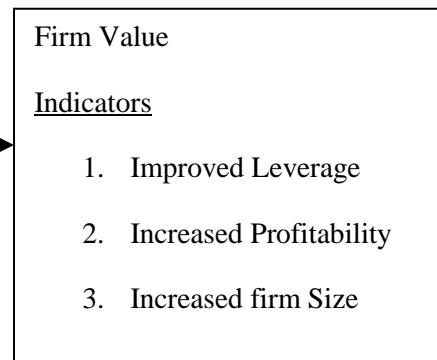 Firm Value
Indicators
1. Improved Leverage
2. Increased Profitability
3. Increased firm Size